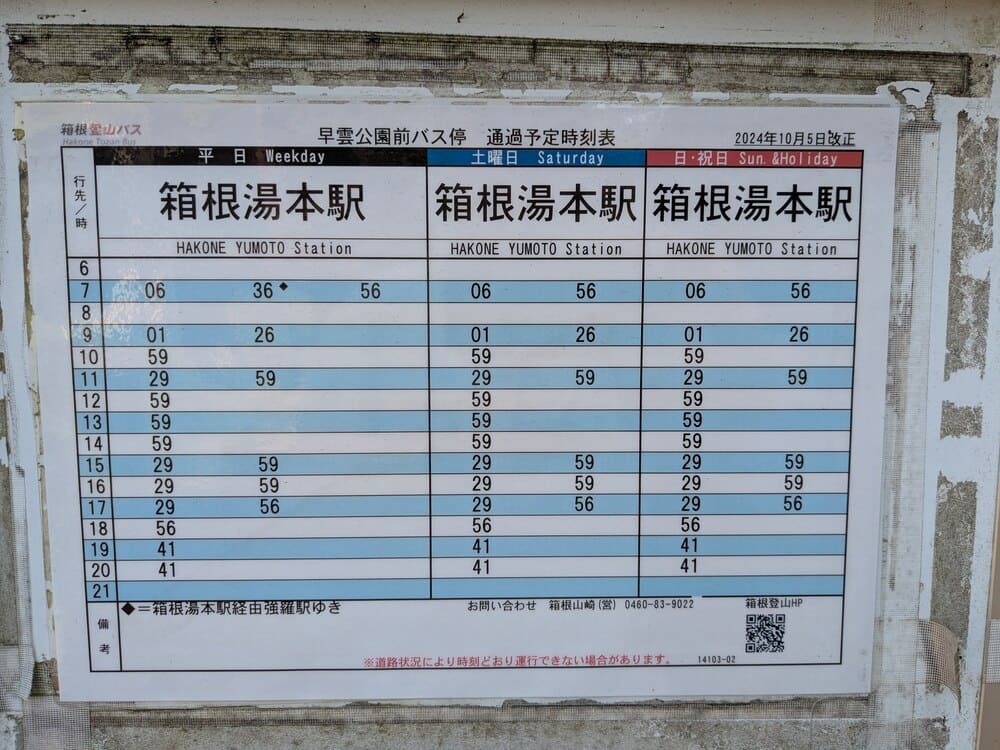 箱根登山バス
Hakone Tozan Bus
早雲公園前バス停 通過予定時刻表
2024年10月5日改正
行先/時
平 日 Weekday 土曜日 Saturday 日・祝日 Sun.&Holiday
箱根湯本駅 箱根湯本駅 箱根湯本駅
HAKONE YUMOTO Station HAKONE YUMOTO Station HAKONE YUMOTO Station
6
7 06 36◆ 56 06 56 06 56
8
9 01 26 01 26 01 26
10 59 59 59
11 29 59 29 59 29 59
12 59 59 59
13 59 59 59
14 59 59 59
15 29 59 29 59 29 59
16 29 59 29 59 29 59
17 29 56 29 56 29 56
18 56 56 56
19 41 41 41
20 41 41 41
21
備考
◆=箱根湯本駅経由強羅駅ゆき
お問い合わせ 箱根山崎(営) 0460-83-9022
箱根登山HP
※道路状況により時刻どおり運行できない場合があります。
14103-02